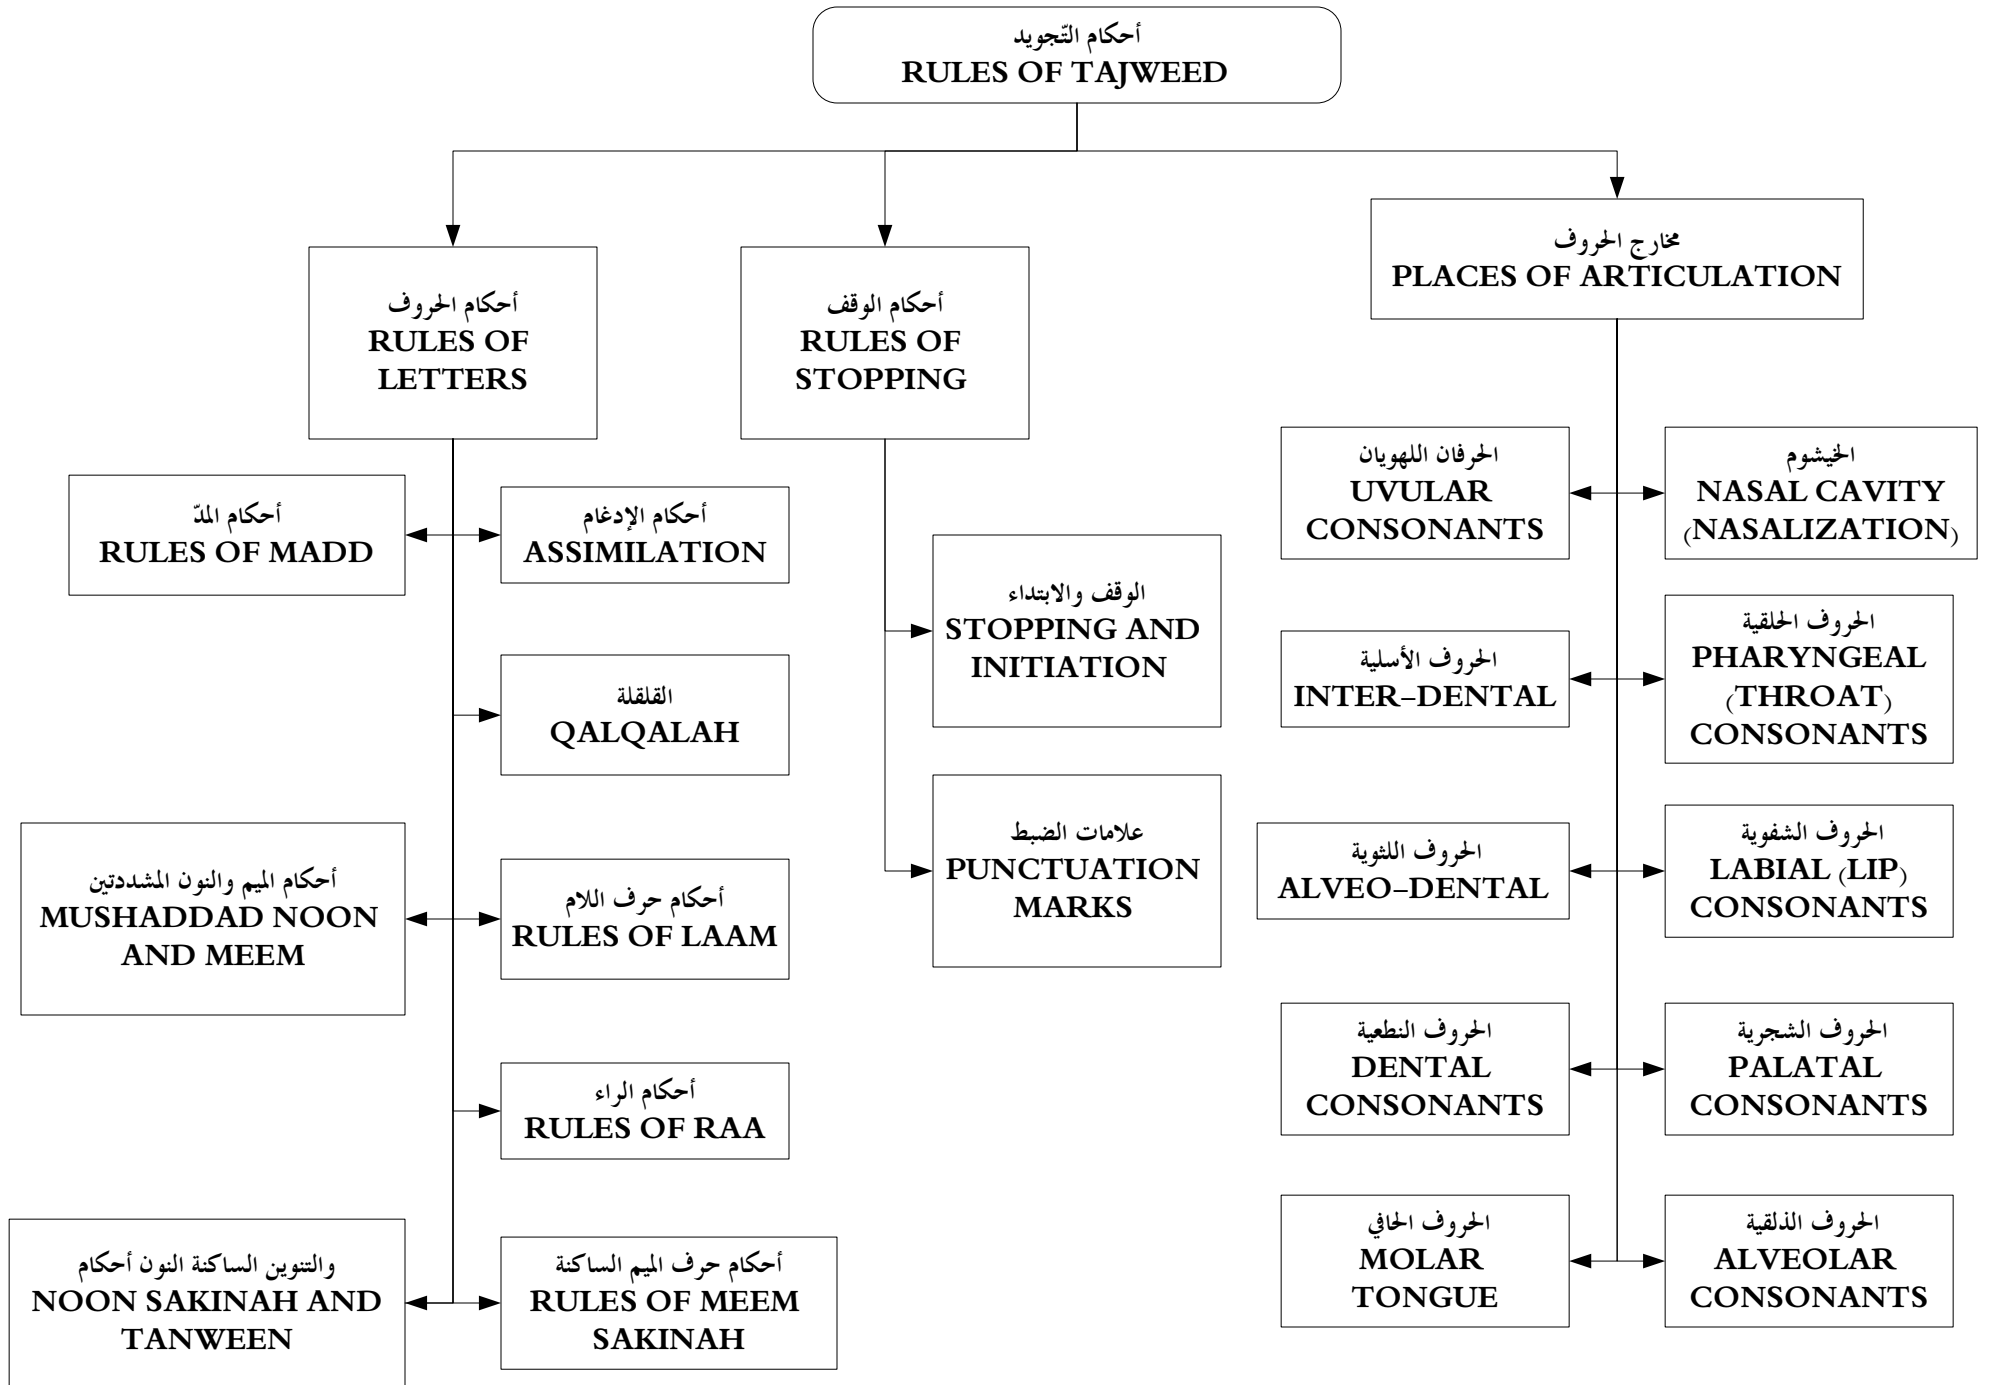 أحكام التّجويد
RULES OF TAJWEED
أحكام الحروف
RULES OF
LETTERS
أحكام المدّ
RULES OF MADD
أحكام الإدغام
ASSIMILATION
القلقلة
QALQALAH
أحكام الميم والنون المشددتين
MUSHADDAD NOON
AND MEEM
أحكام حرف اللام
RULES OF LAAM
أحكام الراء
RULES OF RAA
والتنوين الساكنة النون أحكام
NOON SAKINAH AND
TANWEEN
أحكام حرف الميم الساكنة
RULES OF MEEM
SAKINAH
أحكام الوقف
RULES OF
STOPPING
الوقف والابتداء
STOPPING AND
INITIATION
علامات الضبط
PUNCTUATION
MARKS
مخارج الحروف
PLACES OF ARTICULATION
الحرفان اللهويان
UVULAR
CONSONANTS
الخيشوم
NASAL CAVITY
(NASALIZATION)
الحروف الأسلية
INTER-DENTAL
الحروف الحلقية
PHARYNGEAL
(THROAT)
CONSONANTS
الحروف اللثوية
ALVEO-DENTAL
الحروف الشفوية
LABIAL (LIP)
CONSONANTS
الحروف النطعية
DENTAL
CONSONANTS
الحروف الشجرية
PALATAL
CONSONANTS
الحروف الحافي
MOLAR
TONGUE
الحروف الذلقية
ALVEOLAR
CONSONANTS